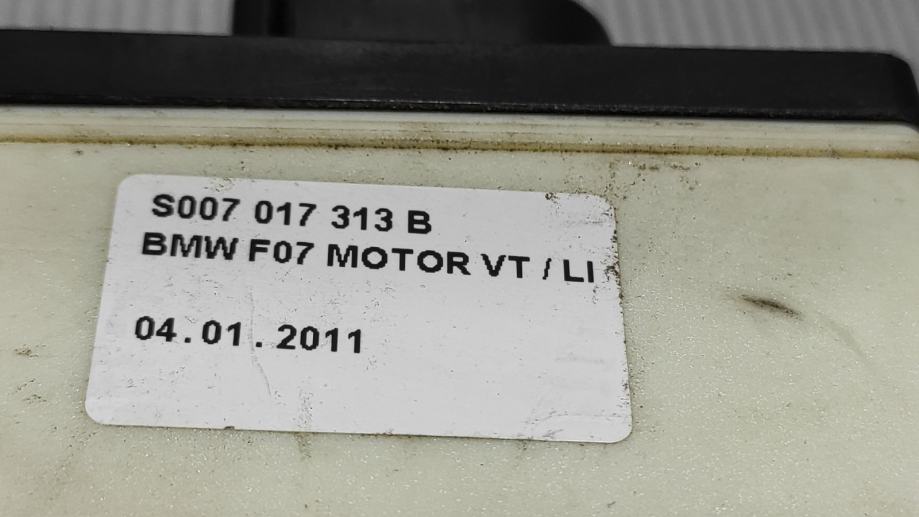 S007 017 313 B
BMW F07 MOTOR VT / LI
04.01.2011